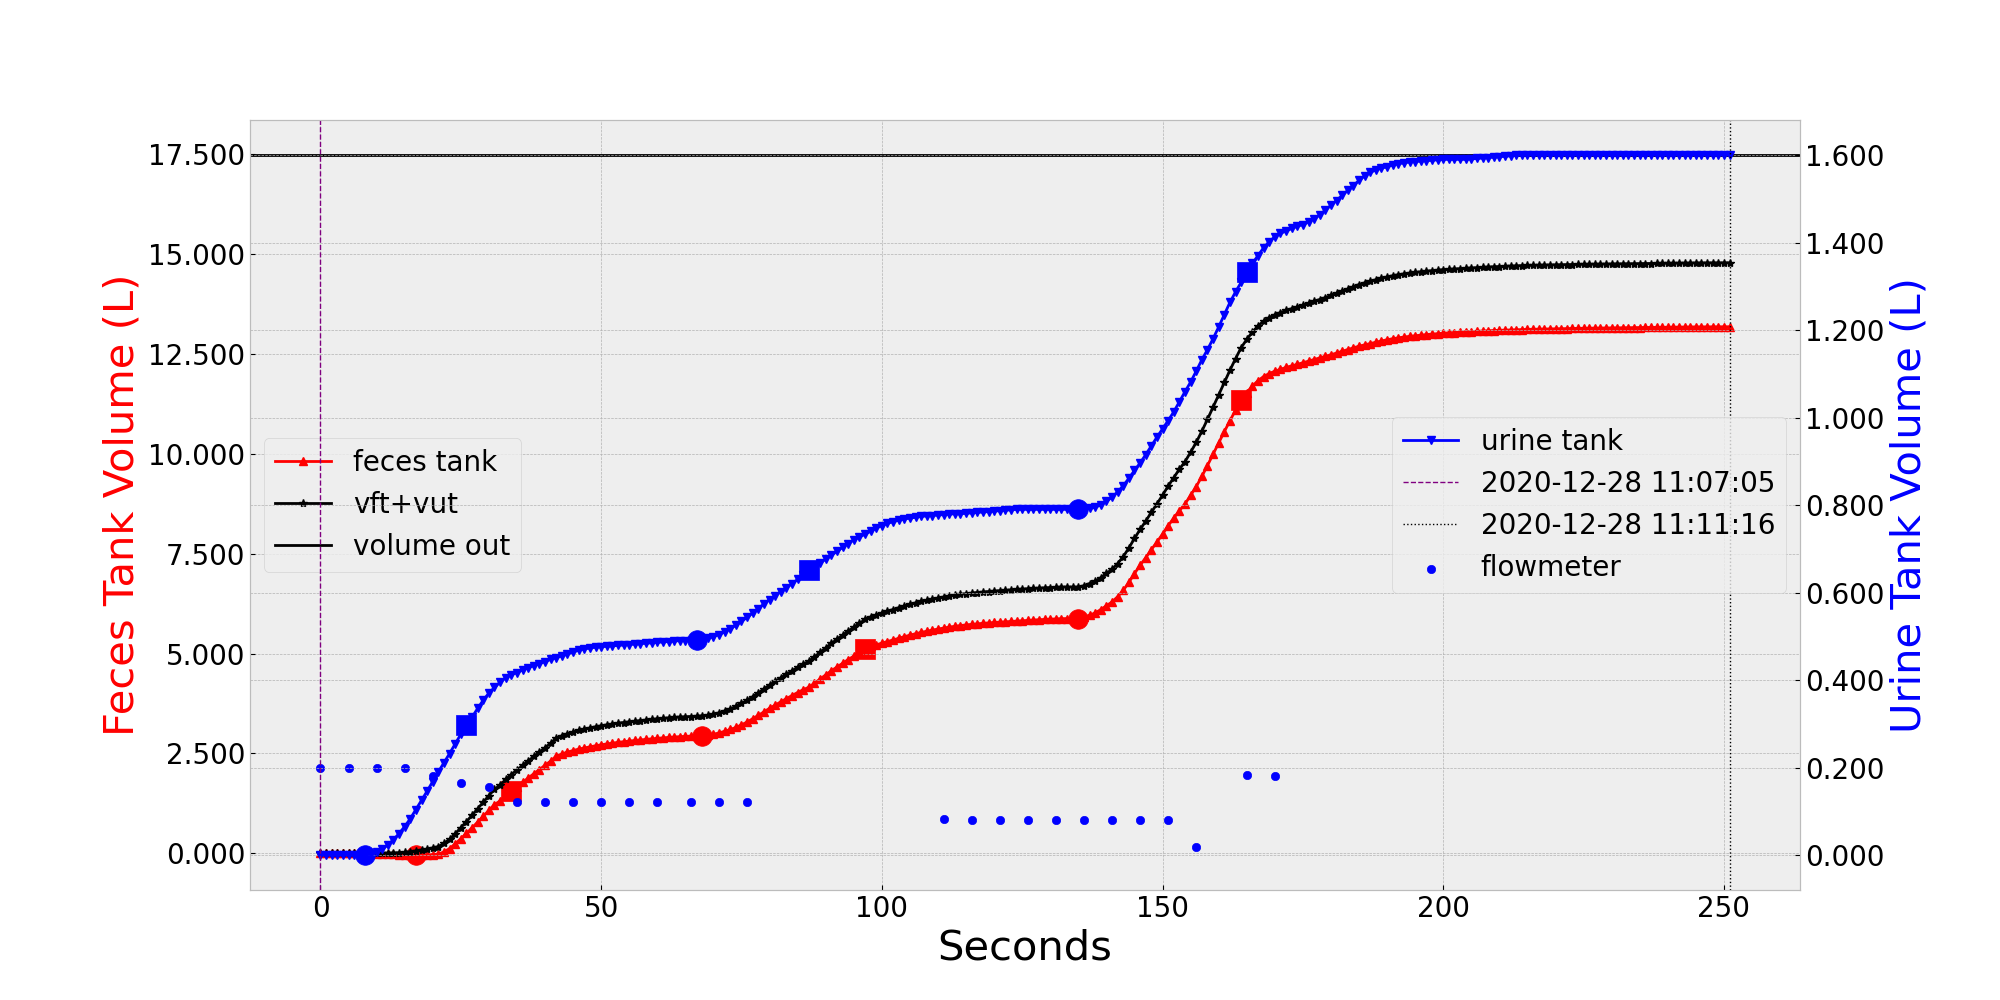 17.500
15.000
12.500
10.000
7.500
5.000
2.500
0.000
Feces Tank Volume (L)
feces tank
vft+vut
volume out
1.600
1.400
1.200
1.000
0.800
0.600
0.400
0.200
0.000
Urine Tank Volume (L)
urine tank
2020-12-28 11:07:05
2020-12-28 11:11:16
flowmeter
0 50 100 150 200 250
Seconds